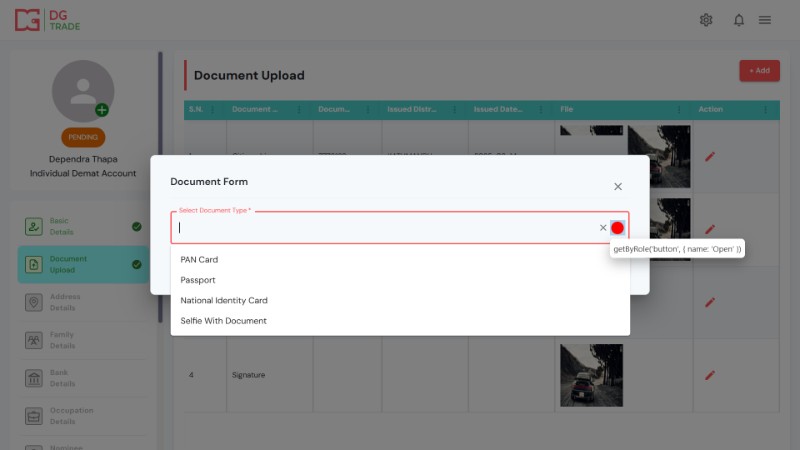 DG
TRADE
Document Upload
+ Add
PENDING
Dependra Thapa
Individual Demat Account
S.N.
Document ...
Docum...
Issued Distr...
Issued Date...
File
Action
Document Form
Select Document Type *
getByRole('button', { name: 'Open' })
PAN Card
Passport
National Identity Card
Selfie With Document
Basic
Details
Document
Upload
Address
Details
Family
Details
Bank
Details
Occupation
Details
Nominee
4
Signature